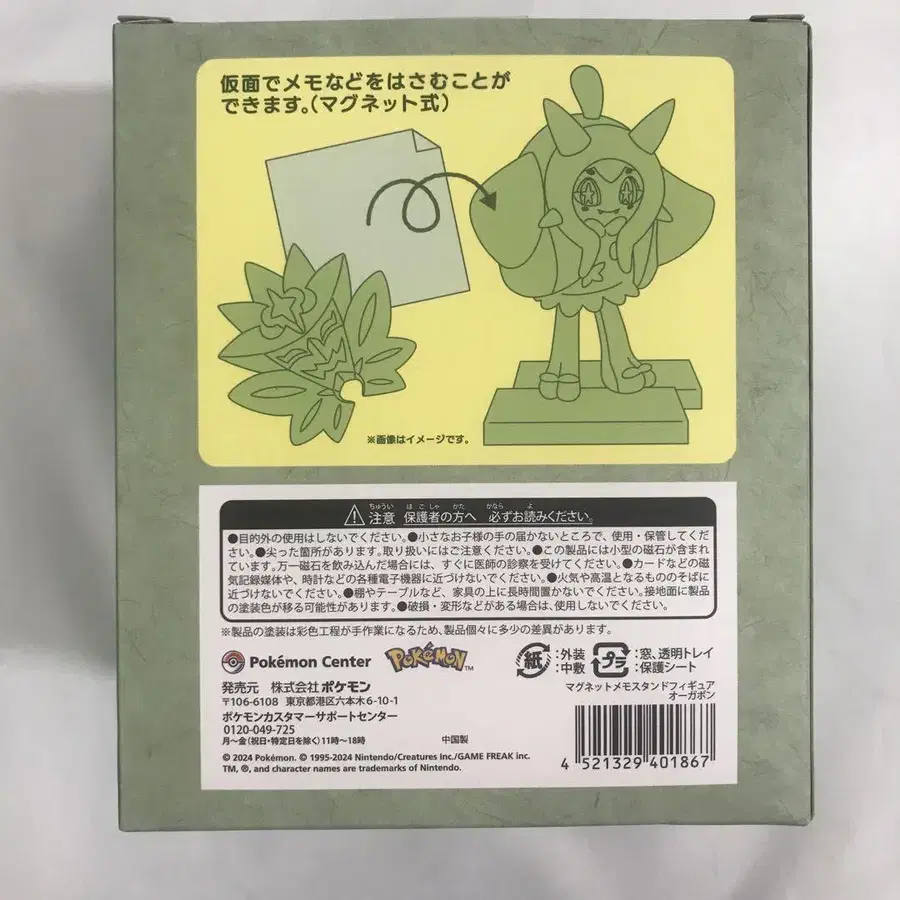 仮面でメモなどをはさむことが
できます。(マグネット式)
※画像はイメージです。
⚠注意 保護者の方へ 必ずお読みください。
ちゅうい ほごしゃ かた かなら よ
●目的外の使用はしないでください。●小さなお子様の手の届かないところで、使用・保管してくだ
さい。●尖った箇所があります。取り扱いにはご注意ください。●この製品には小型の磁石が含まれ
ています。万一磁石を飲み込んだ場合には、すぐに医師の診察を受けてください。●カードなどの磁
気記録媒体や、時計などの各種電子機器に近づけないでください。●火気や高温となるもののそばに
近づけないでください。●棚やテーブルなど、家具の上に長時間置かないでください。接地面に製品
の塗装色が移る可能性があります。●破損・変形などがある場合は、使用しないでください。
※製品の塗装は彩色工程が手作業になるため、製品個々に多少の差異があります。
Pokémon Center POKéMON TM
紙:外装 中敷
プラ:窓、透明トレイ :保護シート
発売元 株式会社ポケモン
〒106-6108 東京都港区六本木6-10-1
ポケモンカスタマーサポートセンター
0120-049-725
月～金(祝日・特定日を除く)11時～18時
中国製
マグネットメモスタンドフィギュア
オーガポン
© 2024 Pokémon. © 1995-2024 Nintendo/Creatures Inc./GAME FREAK inc.
TM, ®, and character names are trademarks of Nintendo.
4 521329 401867